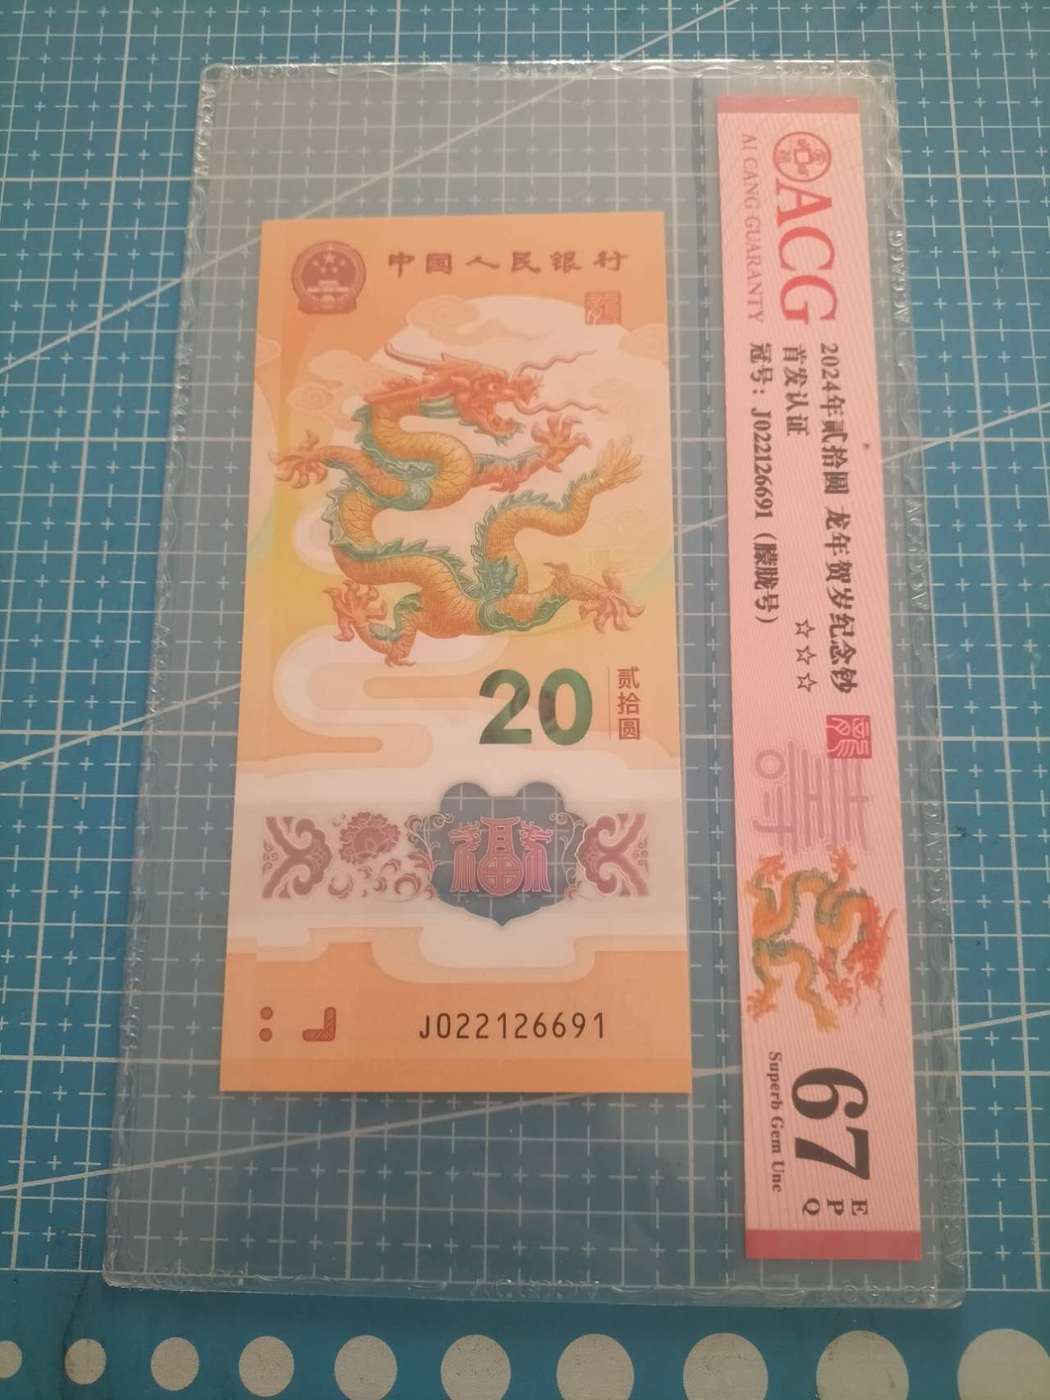 中国人民银行
20
贰拾圆
福
J022126691
ACG
AI CANG GUARANTY
2024年贰拾圆 龙年贺岁纪念钞
首发认证 ☆☆☆
冠号：J022126691（朦胧号）
67
EPQ
Superb Gem Unc